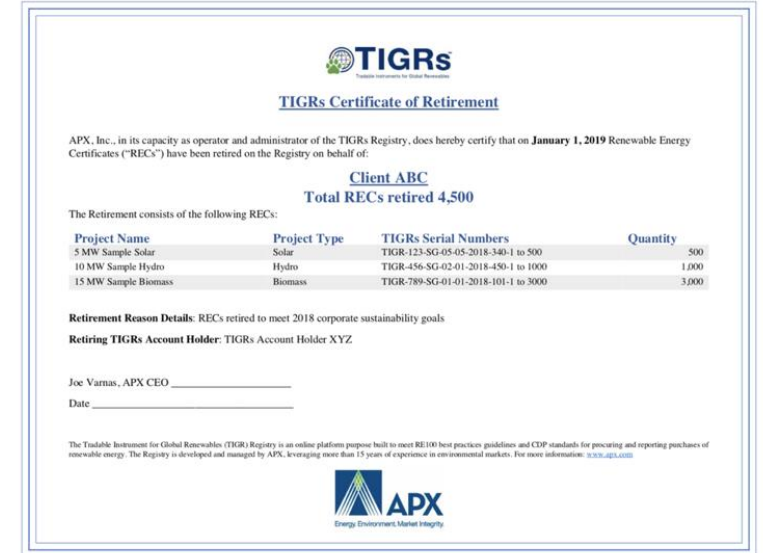 TIGRs
Tradable Instruments for Global Renewables
TIGRs Certificate of Retirement
APX, Inc., in its capacity as operator and administrator of the TIGRs Registry, does hereby certify that on January 1, 2019 Renewable Energy
Certificates (“RECs”) have been retired on the Registry on behalf of:
Client ABC
Total RECs retired 4,500
The Retirement consists of the following RECs:
Project Name Project Type TIGRs Serial Numbers Quantity
5 MW Sample Solar Solar TIGR-123-SG-05-05-2018-340-1 to 500 500
10 MW Sample Hydro Hydro TIGR-456-SG-02-01-2018-450-1 to 1000 1,000
15 MW Sample Biomass Biomass TIGR-789-SG-01-01-2018-101-1 to 3000 3,000
Retirement Reason Details: RECs retired to meet 2018 corporate sustainability goals
Retiring TIGRs Account Holder: TIGRs Account Holder XYZ
Joe Varnas, APX CEO
Date
The Tradable Instrument for Global Renewables (TIGR) Registry is an online platform purpose built to meet RE100 best practices guidelines and CDP standards for procuring and reporting purchases of
renewable energy. The Registry is developed and managed by APX, leveraging more than 15 years of experience in environmental markets. For more information: www.apx.com
APX
Energy. Environment. Market Integrity.